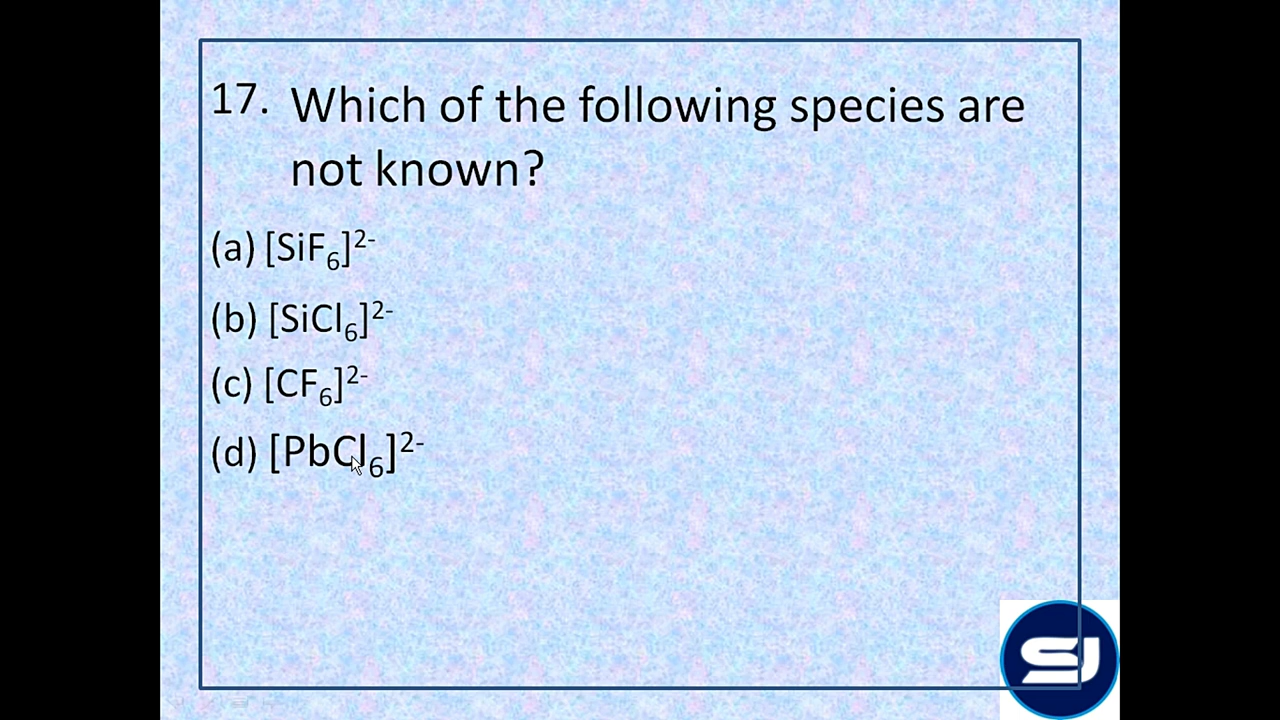 17. Which of the following species are
not known?
(a) [SiF₆]²⁻
(b) [SiCl₆]²⁻
(c) [CF₆]²⁻
(d) [PbCl₆]²⁻
SJ